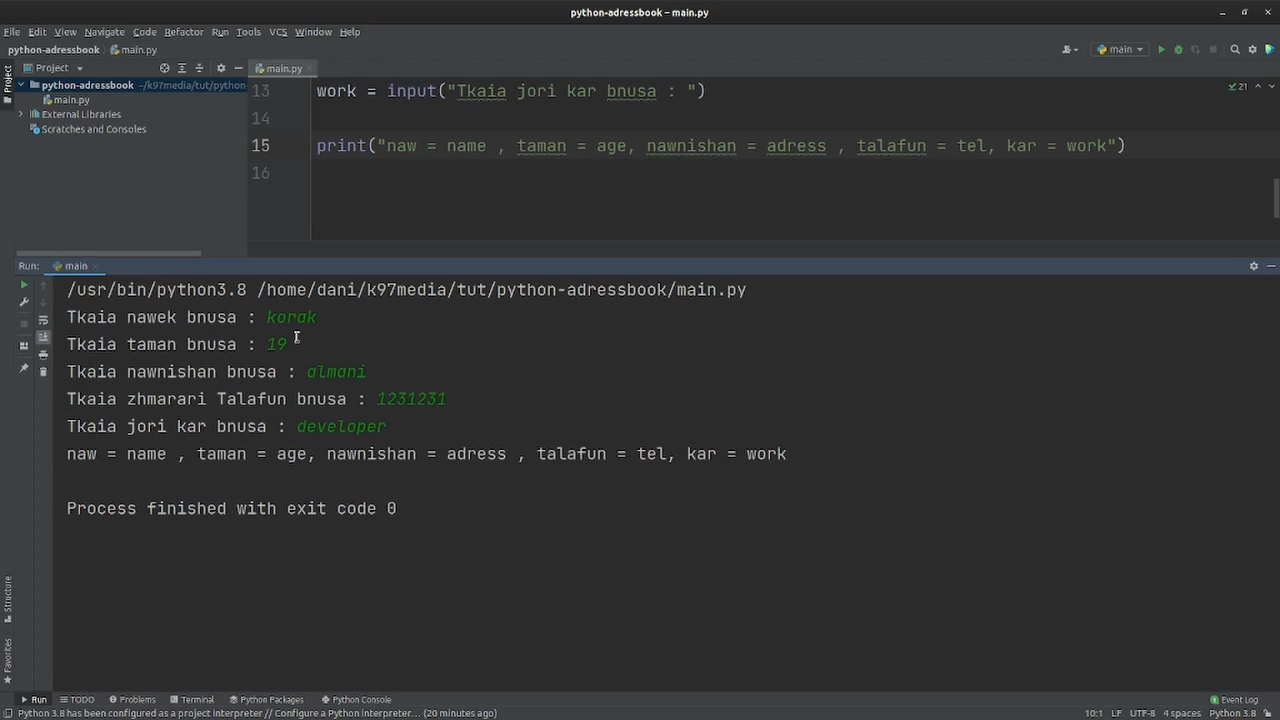 python-adressbook – main.py
File Edit View Navigate Code Refactor Run Tools VCS Window Help
python-adressbook main.py
main
Project
main.py
Project
python-adressbook ~/k97media/tut/python-
main.py
External Libraries
Scratches and Consoles
13 work = input("Tkaia jori kar bnusa : ")
21
14
15 print("naw = name , taman = age, nawnishan = adress , talafun = tel, kar = work")
16
Run: main
/usr/bin/python3.8 /home/dani/k97media/tut/python-adressbook/main.py
Tkaia nawek bnusa : korak
Tkaia taman bnusa : 19
Tkaia nawnishan bnusa : almani
Tkaia zhmarari Talafun bnusa : 1231231
Tkaia jori kar bnusa : developer
naw = name , taman = age, nawnishan = adress , talafun = tel, kar = work
Process finished with exit code 0
Structure
Favorites
Run TODO Problems Terminal Python Packages Python Console Event Log
Python 3.8 has been configured as a project interpreter // Configure a Python interpreter... (20 minutes ago) 10:1 LF UTF-8 4 spaces Python 3.8